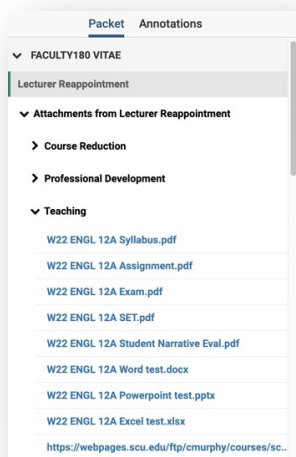 Packet Annotations
FACULTY180 VITAE
Lecturer Reappointment
Attachments from Lecturer Reappointment
Course Reduction
Professional Development
Teaching
W22 ENGL 12A Syllabus.pdf
W22 ENGL 12A Assignment.pdf
W22 ENGL 12A Exam.pdf
W22 ENGL 12A SET.pdf
W22 ENGL 12A Student Narrative Eval.pdf
W22 ENGL 12A Word test.docx
W22 ENGL 12A Powerpoint test.pptx
W22 ENGL 12A Excel test.xlsx
https://webpages.scu.edu/ftp/cmurphy/courses/sc..